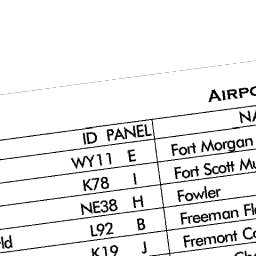 AIRPO
ID PANEL NA
WY11 E Fort Morgan
K78 I Fort Scott Mu
NE38 H Fowler
L92 B Freeman Fl
ld K19 J Fremont Co